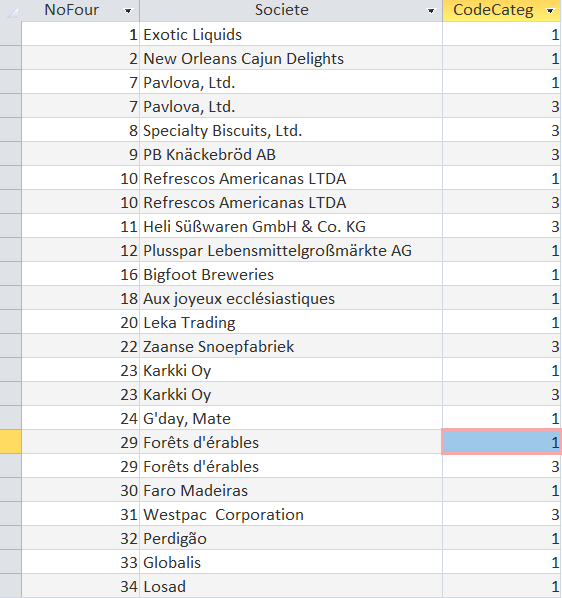 NoFour Societe CodeCateg
1 Exotic Liquids 1
2 New Orleans Cajun Delights 1
7 Pavlova, Ltd. 1
7 Pavlova, Ltd. 3
8 Specialty Biscuits, Ltd. 3
9 PB Knäckebröd AB 3
10 Refrescos Americanas LTDA 1
10 Refrescos Americanas LTDA 3
11 Heli Süßwaren GmbH & Co. KG 3
12 Plusspar Lebensmittelgroßmärkte AG 1
16 Bigfoot Breweries 1
18 Aux joyeux ecclésiastiques 1
20 Leka Trading 1
22 Zaanse Snoepfabriek 3
23 Karkki Oy 1
23 Karkki Oy 3
24 G'day, Mate 1
29 Forêts d'érables 1
29 Forêts d'érables 3
30 Faro Madeiras 1
31 Westpac  Corporation 3
32 Perdigão 1
33 Globalis 1
34 Losad 1